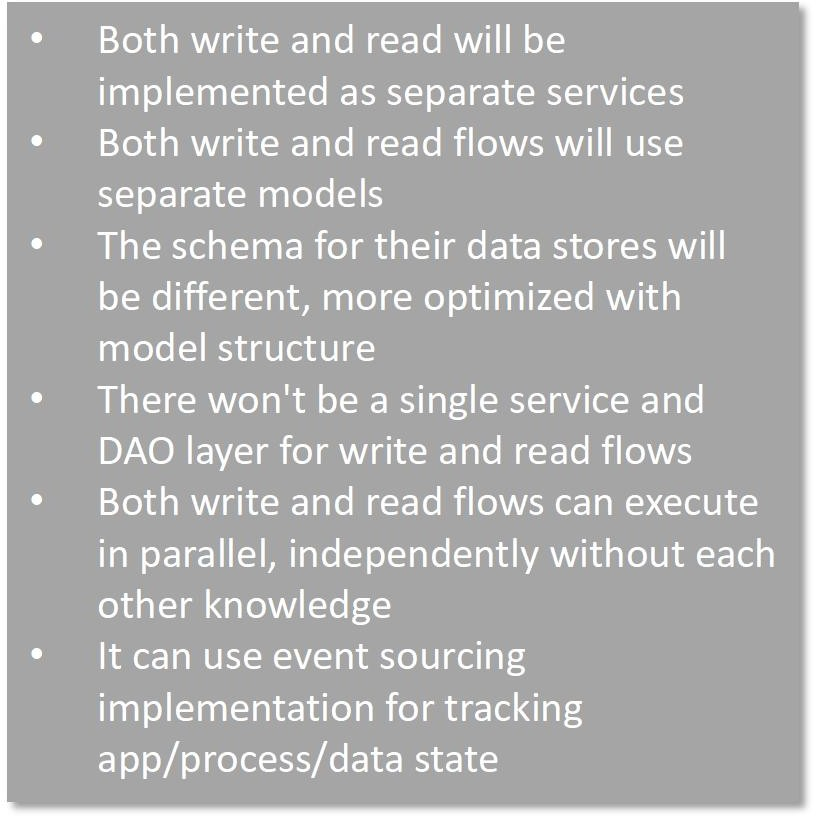 • Both write and read will be
implemented as separate services
• Both write and read flows will use
separate models
• The schema for their data stores will
be different, more optimized with
model structure
• There won't be a single service and
DAO layer for write and read flows
• Both write and read flows can execute
in parallel, independently without each
other knowledge
• It can use event sourcing
implementation for tracking
app/process/data state